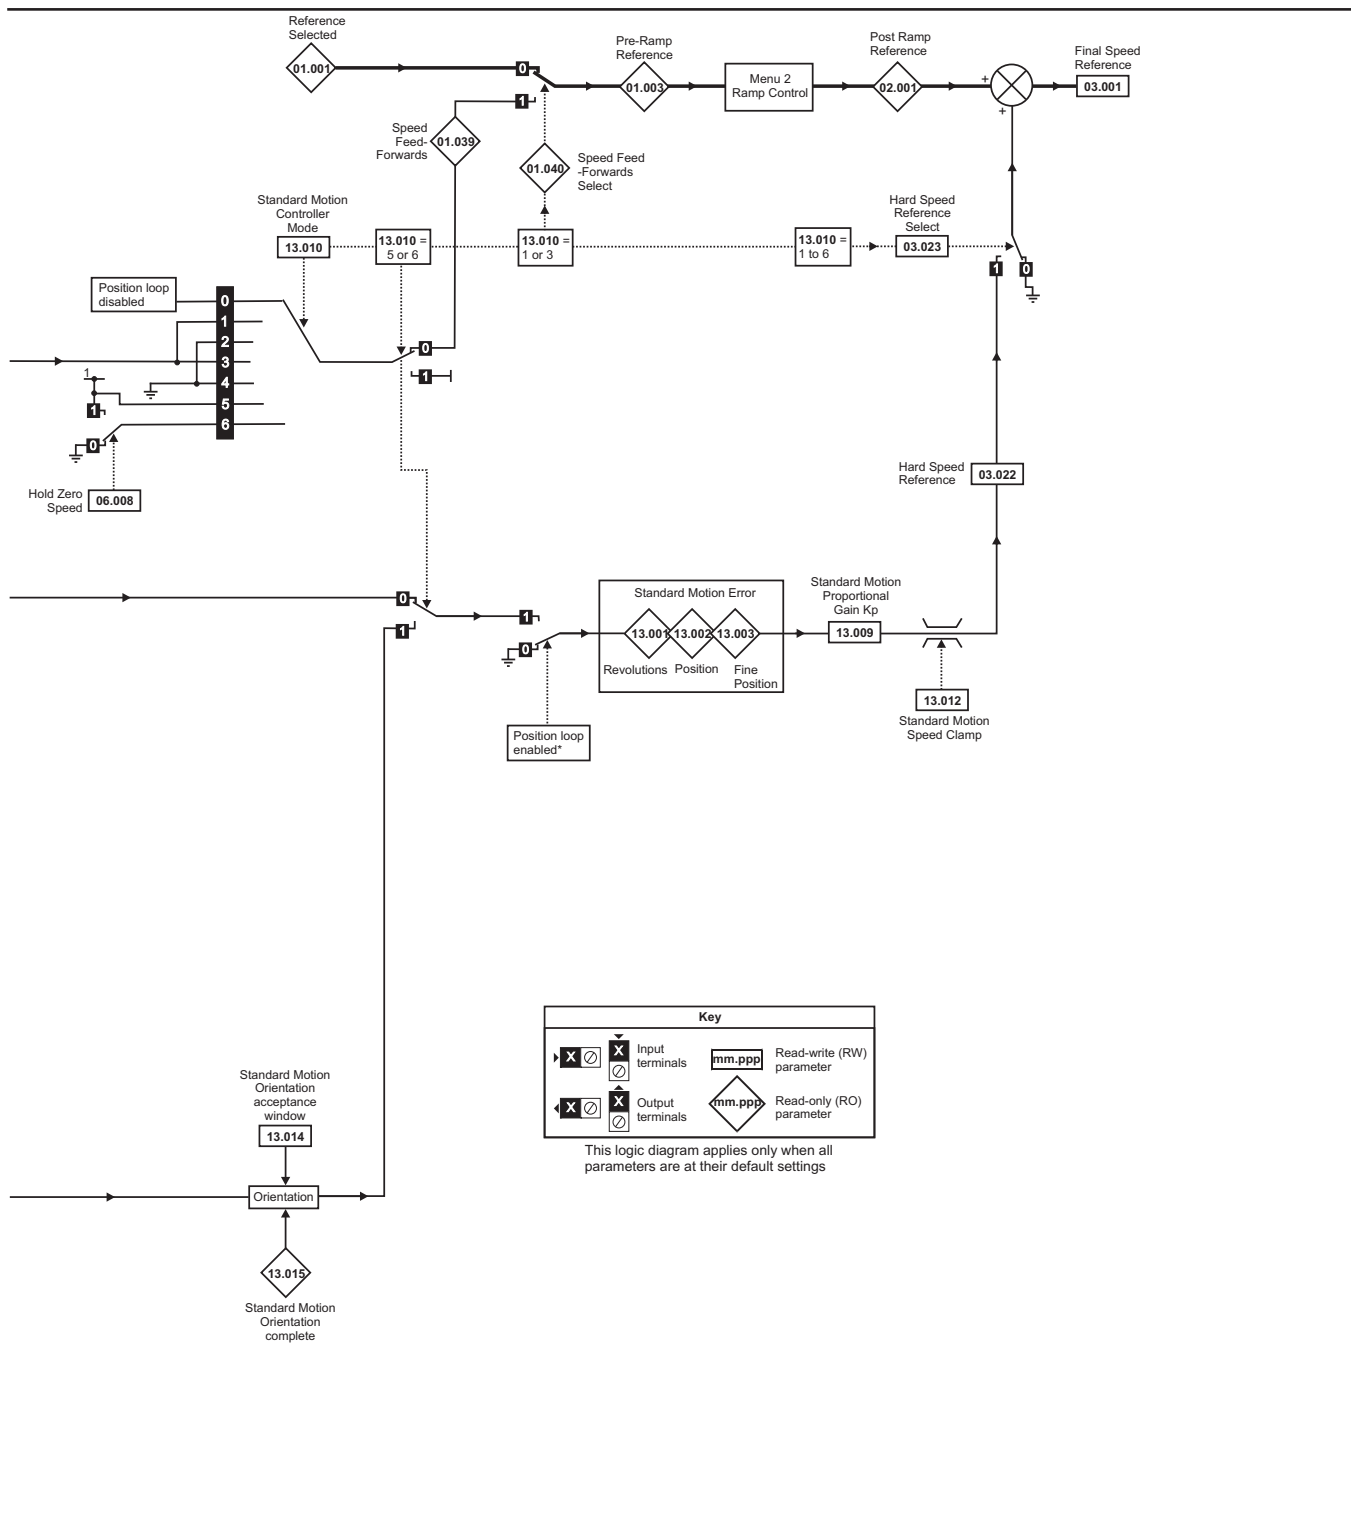 Reference
Selected
01.001
0
1
Pre-Ramp
Reference
01.003
Menu 2
Ramp Control
Post Ramp
Reference
02.001
+
+
Final Speed
Reference
03.001
Speed
Feed-
Forwards
01.039
01.040
Speed Feed
-Forwards
Select
Standard Motion
Controller
Mode
13.010
13.010 =
5 or 6
13.010 =
1 or 3
13.010 =
1 to 6
Hard Speed
Reference
Select
03.023
1
0
Position loop
disabled
0
1
2
3
4
5
6
0
1
1
1
0
Hold Zero
Speed
06.008
Hard Speed
Reference
03.022
0
1
1
0
Position loop
enabled*
Standard Motion Error
13.001
13.002
13.003
Revolutions
Position
Fine
Position
Standard Motion
Proportional
Gain Kp
13.009
13.012
Standard Motion
Speed Clamp
Key
X
X
Input
terminals
mm.ppp
Read-write (RW)
parameter
X
X
Output
terminals
mm.ppp
Read-only (RO)
parameter
This logic diagram applies only when all
parameters are at their default settings
Standard Motion
Orientation
acceptance
window
13.014
Orientation
13.015
Standard Motion
Orientation
complete